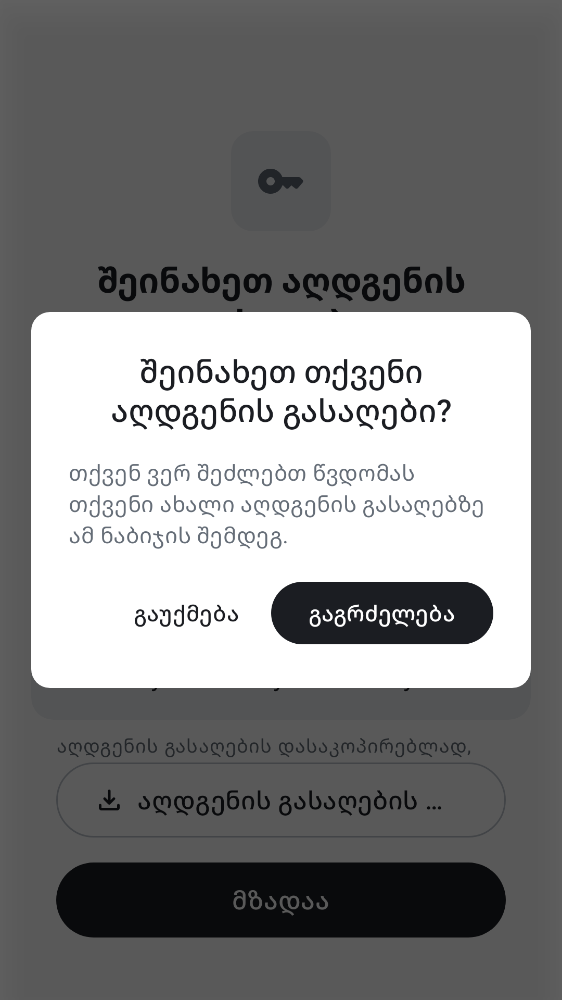 შეინახეთ აღდგენის
შეინახეთ თქვენი
აღდგენის გასაღები?
თქვენ ვერ შეძლებთ წვდომას
თქვენი ახალი აღდგენის გასაღებზე
ამ ნაბიჯის შემდეგ.
გაუქმება
გაგრძელება
აღდგენის გასაღების დასაკოპირებლად,
აღდგენის გასაღების ...
მზადაა